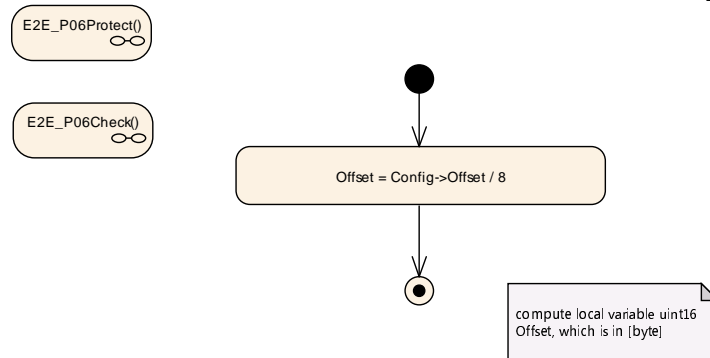 E2E_P06Protect()
E2E_P06Check()
Offset = Config->Offset / 8
compute local variable uint16
Offset, which is in [byte]